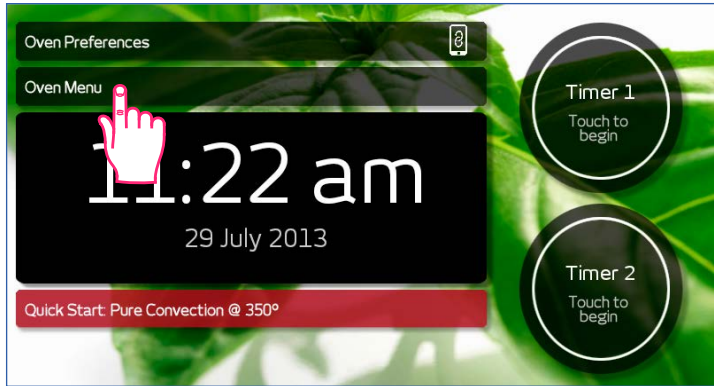 Oven Preferences
Oven Menu
11:22 am
29 July 2013
Quick Start: Pure Convection @ 350°
Timer 1
Touch to
begin
Timer 2
Touch to
begin